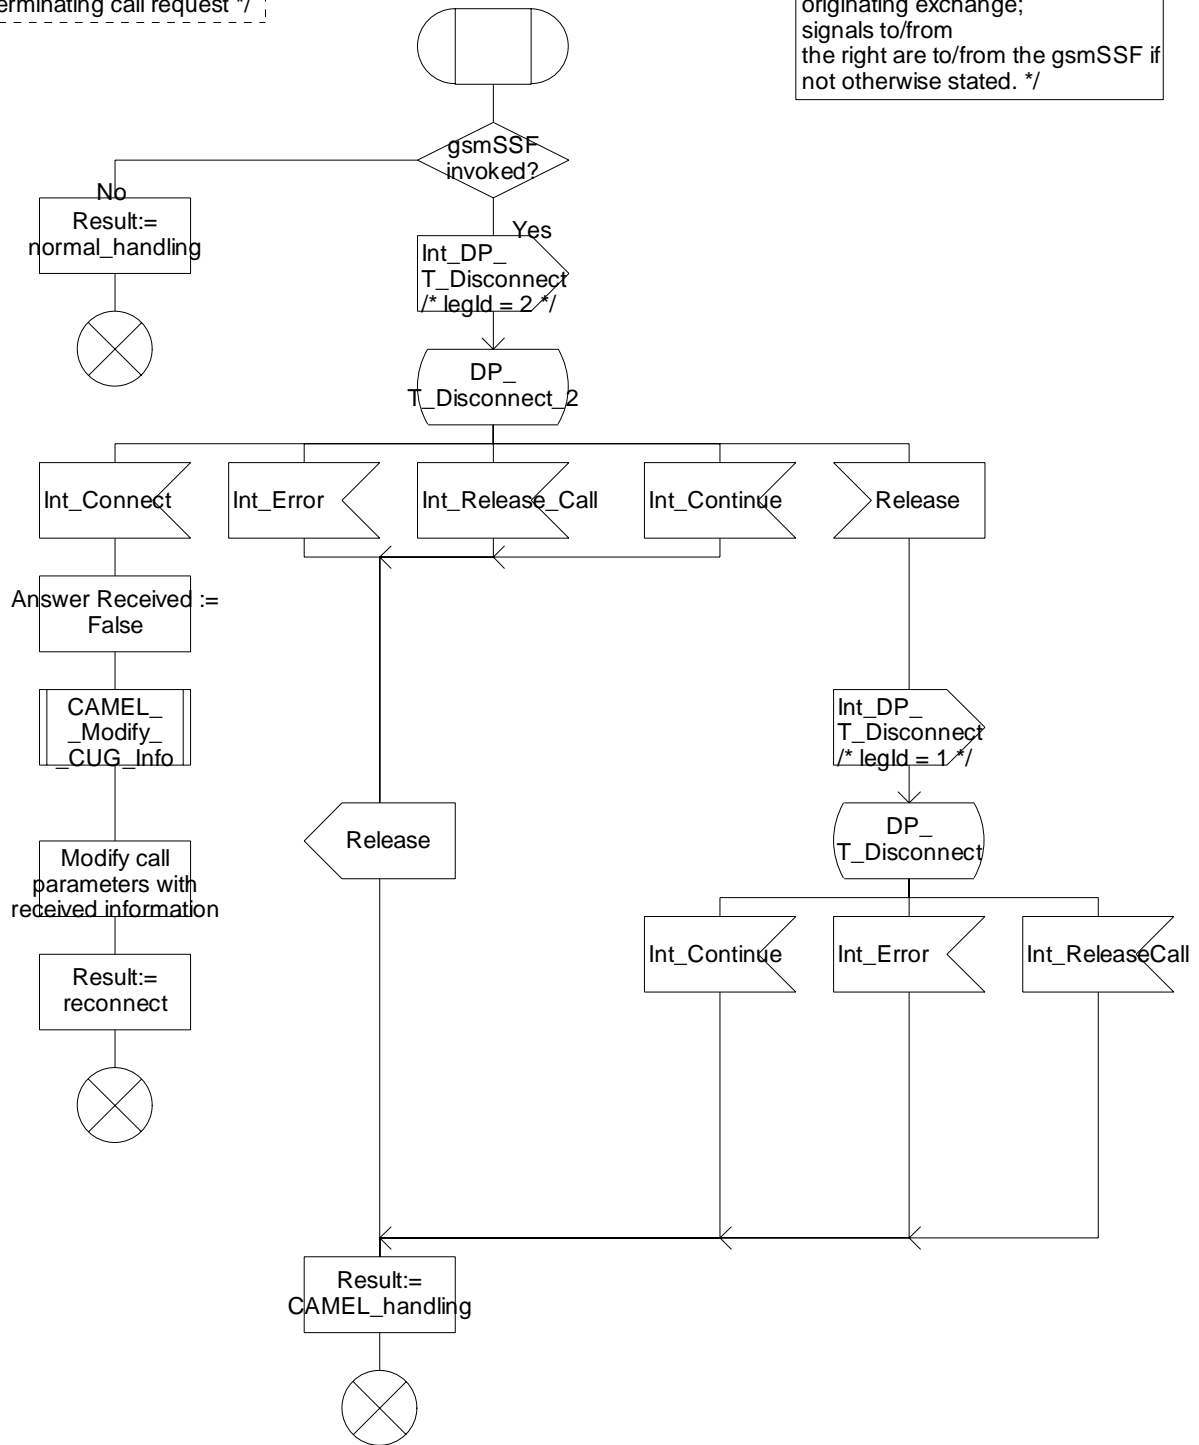 erminating call request */
originating exchange;
signals to/from
the right are to/from the gsmSSF if
not otherwise stated. */
gsmSSF
invoked?
No
Yes
Result:=
normal_handling
Int_DP_
T_Disconnect
/* legId = 2 */
DP_
T_Disconnect_2
Int_Connect
Int_Error
Int_Release_Call
Int_Continue
Release
Answer Received :=
False
CAMEL_
_Modify_
_CUG_Info
Int_DP_
T_Disconnect
/* legId = 1 */
Release
DP_
T_Disconnect
Modify call
parameters with
received information
Int_Continue
Int_Error
Int_ReleaseCall
Result:=
reconnect
Result:=
CAMEL_handling